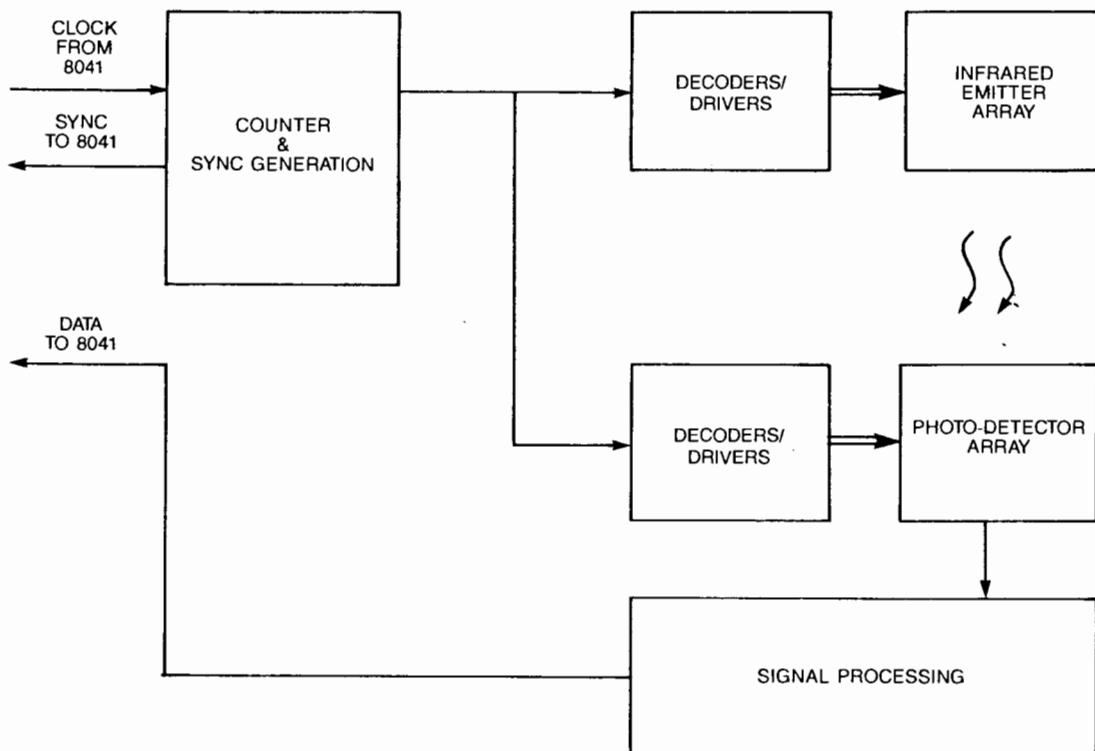 CLOCK
FROM
8041
SYNC
TO 8041
COUNTER
&
SYNC GENERATION
DECODERS/
DRIVERS
INFRARED
EMITTER
ARRAY
DATA
TO 8041
DECODERS/
DRIVERS
PHOTO-DETECTOR
ARRAY
SIGNAL PROCESSING